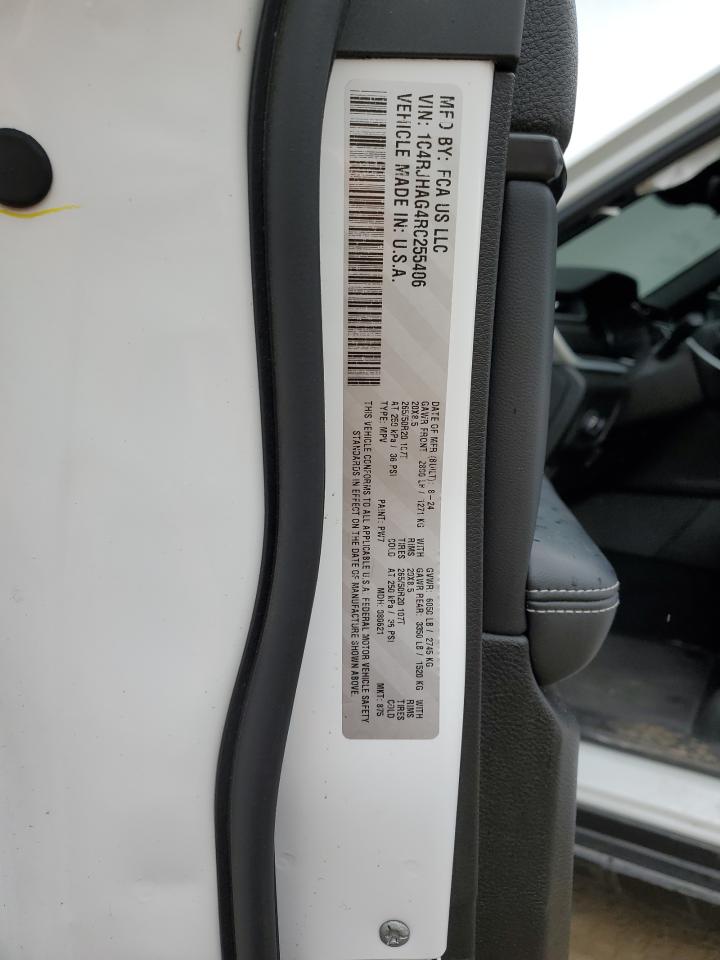 MFD BY: FCA US LLC
VIN: 1C4RJHAG4RC255406
VEHICLE MADE IN: U.S.A.
DATE OF MFR (BUILT): 8-24 GVWR: 6050 LB / 2745 KG
GAWR FRONT 2800 LB / 1271 KG WITH GAWR REAR: 3350 LB / 1520 KG WITH
20X8.5 RIMS 20X8.5 RIMS
265/50R20 107T TIRES 265/50R20 107T TIRES
AT 250 kPa / 36 PSI COLD AT 250 kPa / 36 PSI COLD
TYPE: MPV PAINT: PW7 MDH: 080621 MKT: 875
THIS VEHICLE CONFORMS TO ALL APPLICABLE U.S.A. FEDERAL MOTOR VEHICLE SAFETY
STANDARDS IN EFFECT ON THE DATE OF MANUFACTURE SHOWN ABOVE.